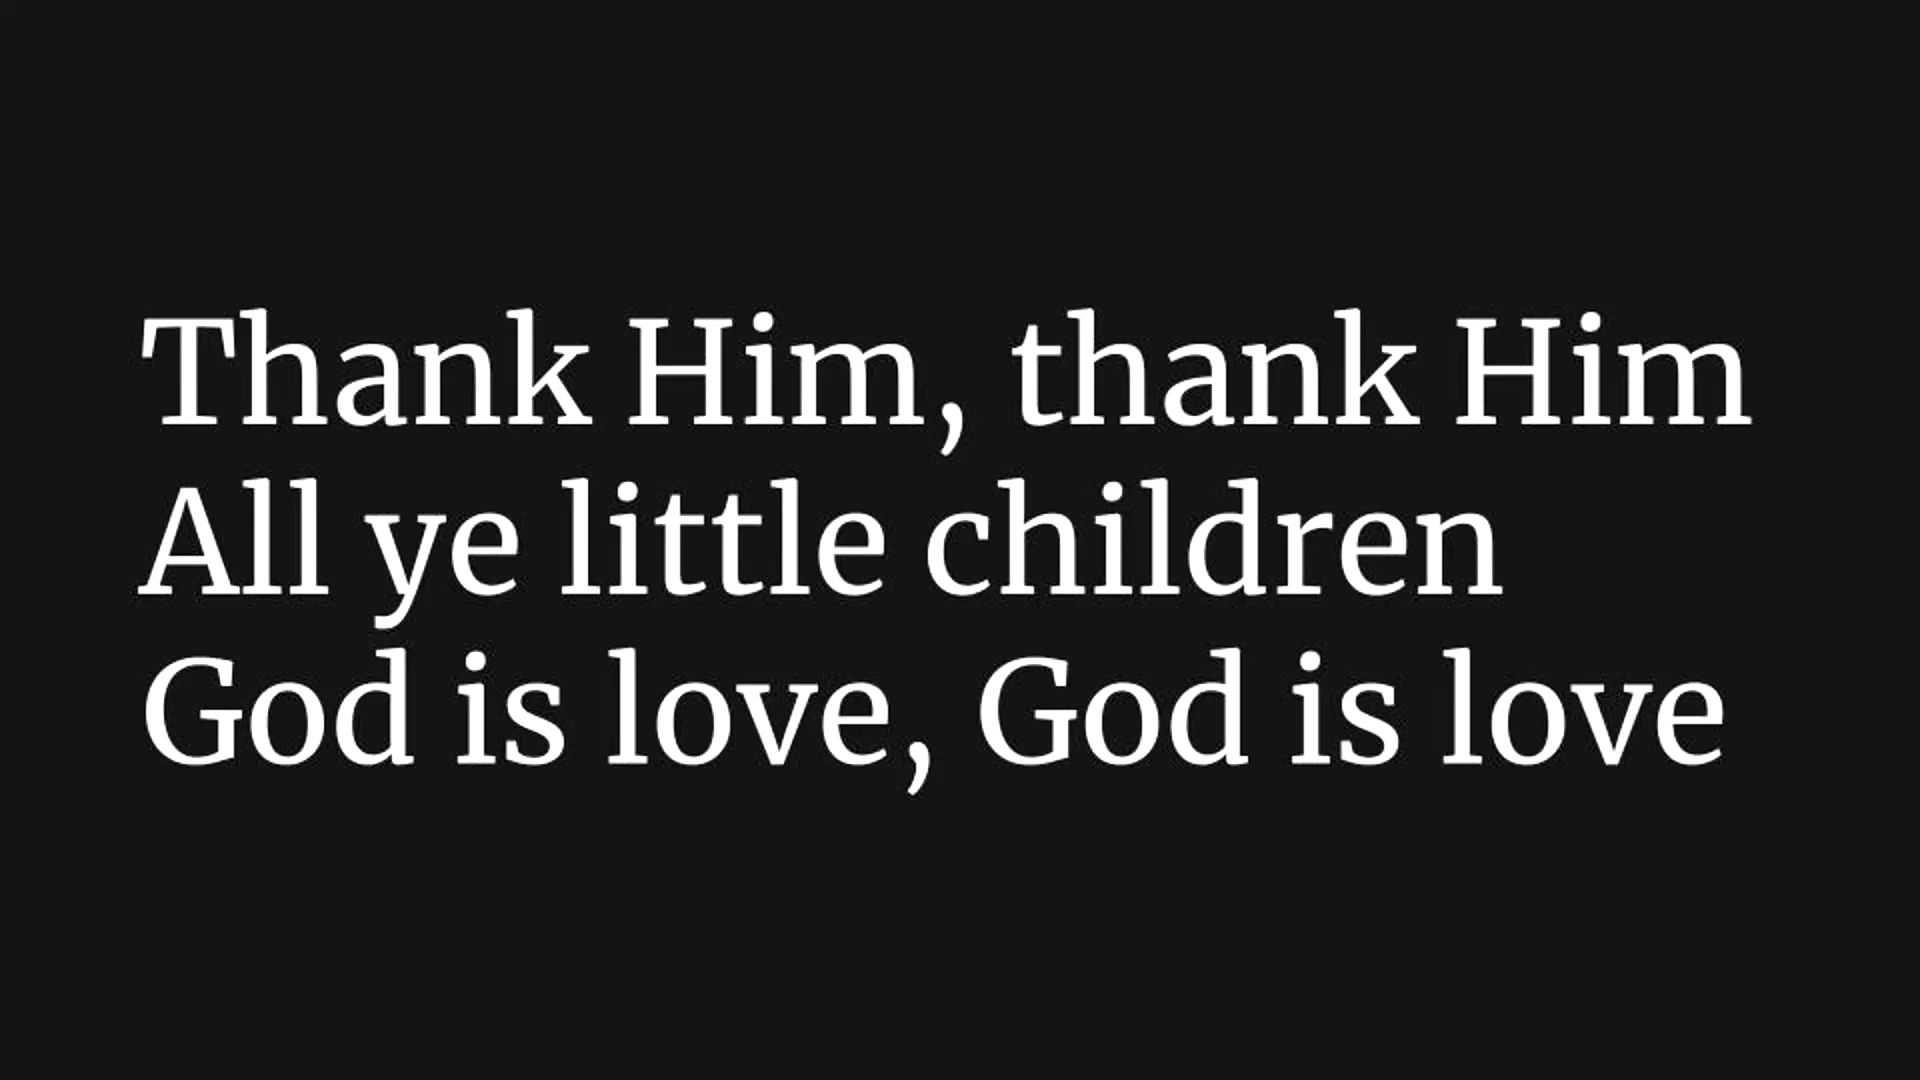 Thank Him, thank Him
All ye little children
God is love, God is love